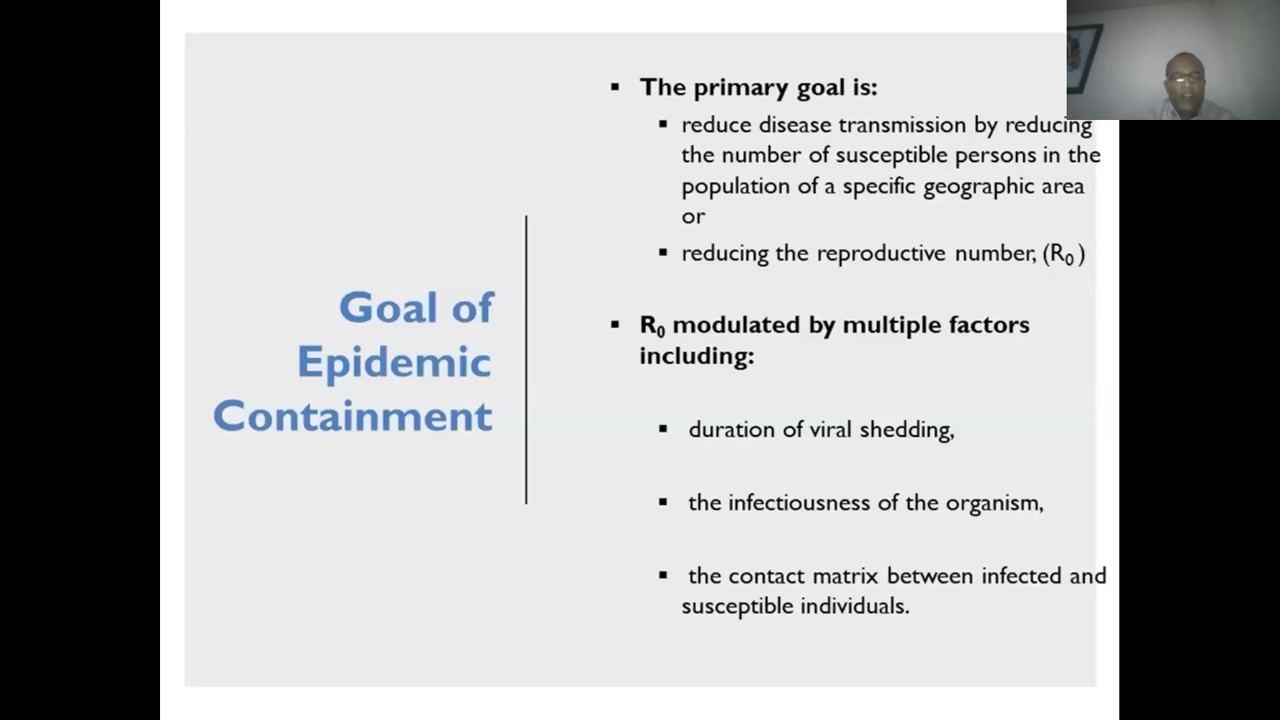 Goal of
Epidemic
Containment
▪ The primary goal is:
▪ reduce disease transmission by reducing
the number of susceptible persons in the
population of a specific geographic area
or
▪ reducing the reproductive number, (R₀)
▪ R₀ modulated by multiple factors
including:
▪ duration of viral shedding,
▪ the infectiousness of the organism,
▪ the contact matrix between infected and
susceptible individuals.